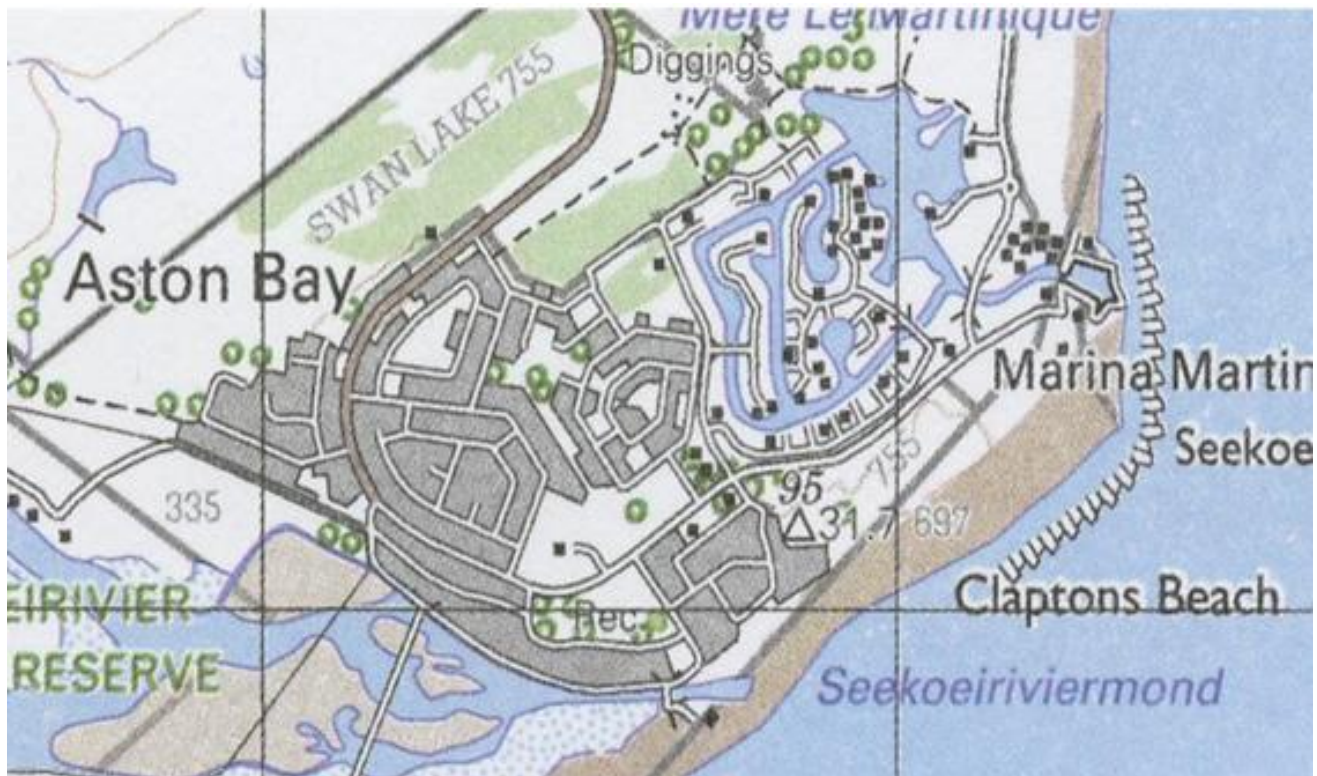 Mere Le Martinique
Diggings
SWAN LAKE 755
Aston Bay
Marina Martin
Seekoe
755
95
335
31.7 697
EIRIVIER
Claptons Beach
Rec
RESERVE
Seekoeiriviermond